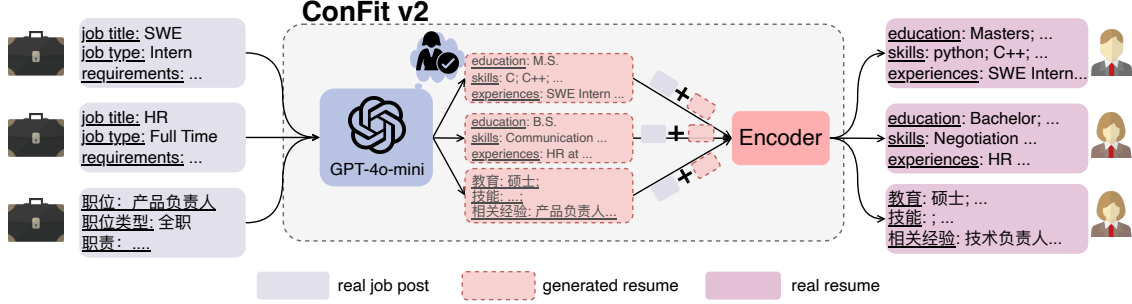 ConFit v2
job title: SWE
job type: Intern
requirements: ...
job title: HR
job type: Full Time
requirements: ...
职位：产品负责人
职位类型: 全职
职责： ....
GPT-4o-mini
education: M.S.
skills: C; C++; ...
experiences: SWE Intern ...
education: B.S.
skills: Communication ...
experiences: HR at ...
教育: 硕士;
技能: ...;
相关经验: 产品负责人...
+
+
+
Encoder
education: Masters; ...
skills: python; C++; ...
experiences: SWE Intern...
education: Bachelor; ...
skills: Negotiation ...
experiences: HR ...
教育: 硕士; ...
技能: ; ...
相关经验: 技术负责人...
real job post
generated resume
real resume